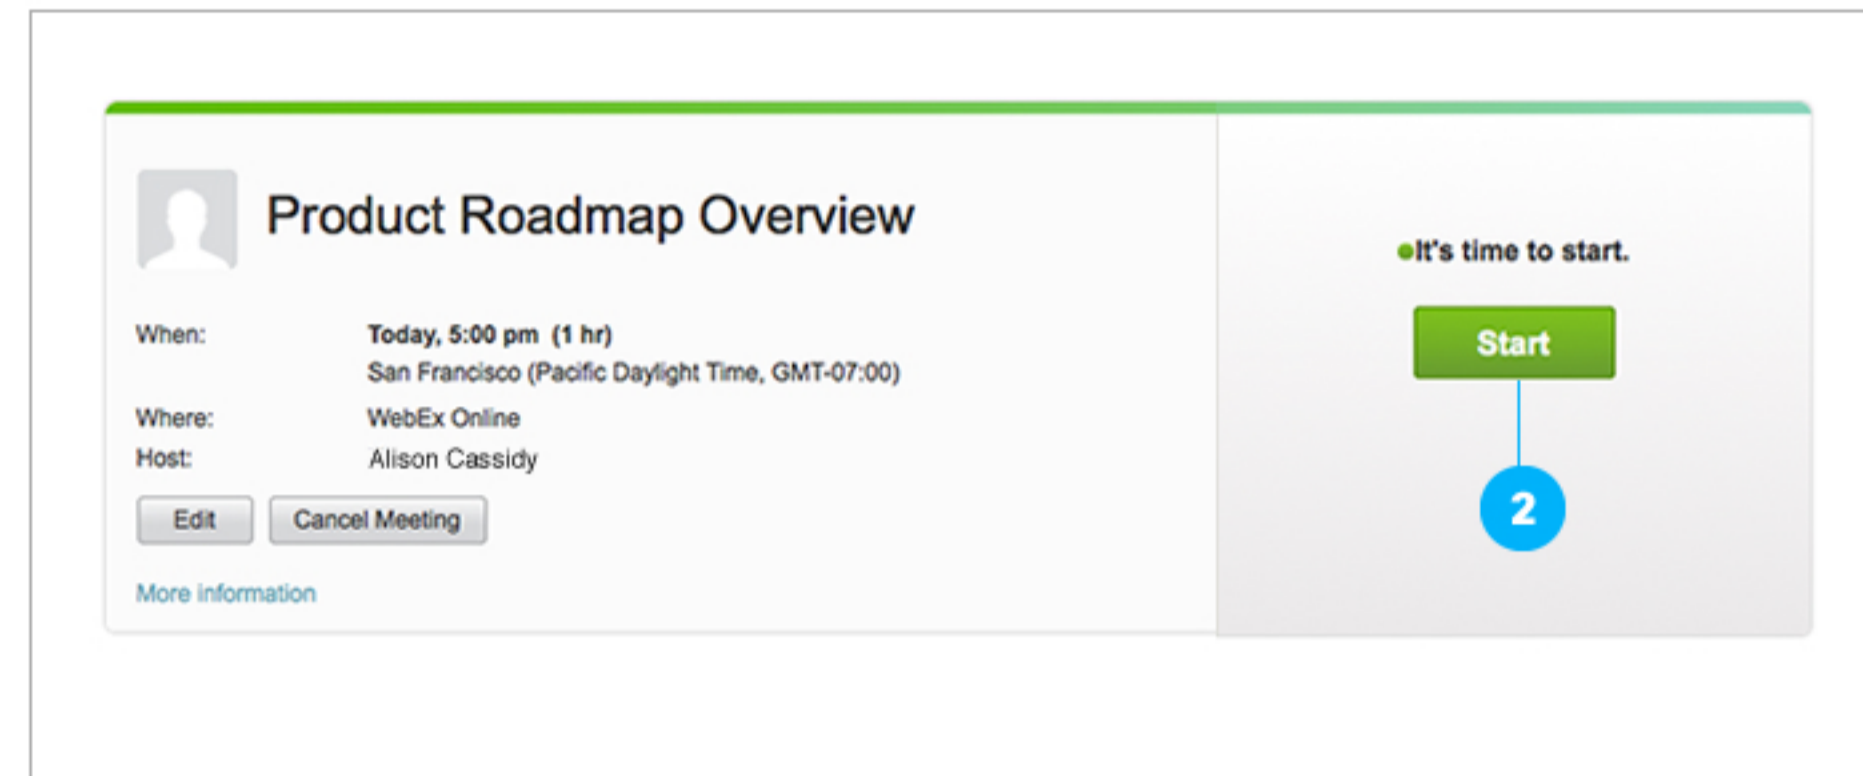 Product Roadmap Overview
When: Today, 5:00 pm (1 hr)
San Francisco (Pacific Daylight Time, GMT-07:00)
Where: WebEx Online
Host: Alison Cassidy
Edit Cancel Meeting
More information
It's time to start.
Start
2